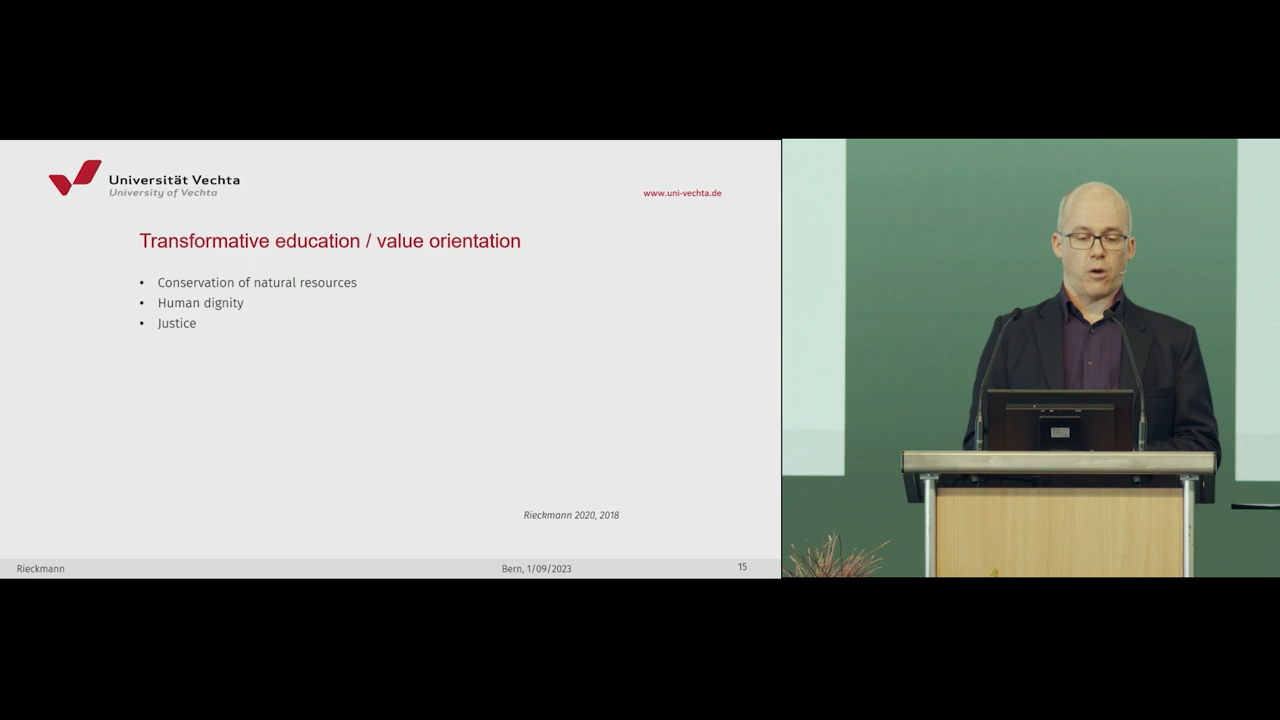 Universität Vechta
University of Vechta
www.uni-vechta.de
Transformative education / value orientation
• Conservation of natural resources
• Human dignity
• Justice
Rieckmann 2020, 2018
Rieckmann
Bern, 1/09/2023
15